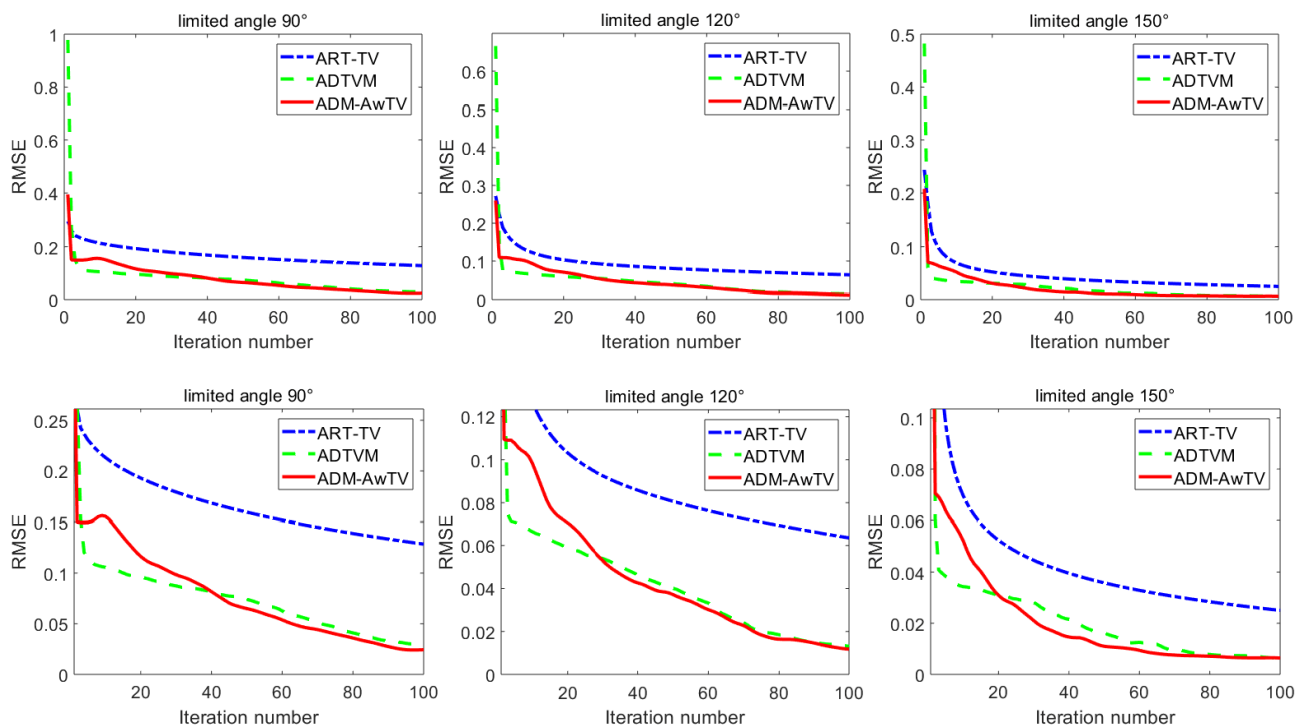 limited angle 90°
1
0.8
0.6
0.4
0.2
0
RMSE
ART-TV
ADTVM
ADM-AwTV
0 20 40 60 80 100
Iteration number
limited angle 120°
0.6
0.5
0.4
0.3
0.2
0.1
0
RMSE
ART-TV
ADTVM
ADM-AwTV
0 20 40 60 80 100
Iteration number
limited angle 150°
0.5
0.4
0.3
0.2
0.1
0
RMSE
ART-TV
ADTVM
ADM-AwTV
0 20 40 60 80 100
Iteration number
limited angle 90°
0.25
0.2
0.15
0.1
0.05
0
RMSE
ART-TV
ADTVM
ADM-AwTV
20 40 60 80 100
Iteration number
limited angle 120°
0.12
0.1
0.08
0.06
0.04
0.02
0
RMSE
ART-TV
ADTVM
ADM-AwTV
20 40 60 80 100
Iteration number
limited angle 150°
0.1
0.08
0.06
0.04
0.02
0
RMSE
ART-TV
ADTVM
ADM-AwTV
20 40 60 80 100
Iteration number